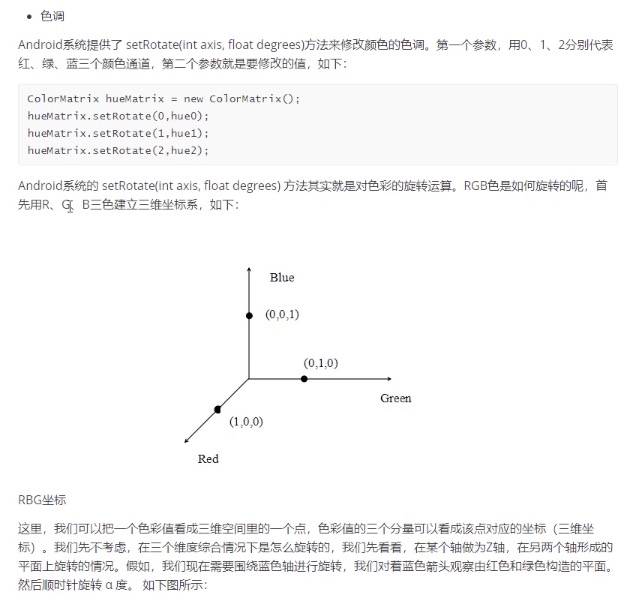 • 色调
Android系统提供了 setRotate(int axis, float degrees)方法来修改颜色的色调。第一个参数，用0、1、2分别代表
红、绿、蓝三个颜色通道，第二个参数就是要修改的值，如下：
ColorMatrix hueMatrix = new ColorMatrix();
hueMatrix.setRotate(0,hue0);
hueMatrix.setRotate(1,hue1);
hueMatrix.setRotate(2,hue2);
Android系统的 setRotate(int axis, float degrees) 方法其实就是对色彩的旋转运算。RGB色是如何旋转的呢，首
先用R、G、B三色建立三维坐标系，如下：
Blue
(0,0,1)
(0,1,0)
Green
(1,0,0)
Red
RBG坐标
这里，我们可以把一个色彩值看成三维空间里的一个点，色彩值的三个分量可以看成该点对应的坐标（三维坐
标）。我们先不考虑，在三个维度综合情况下是怎么旋转的，我们先看看，在某个轴做为Z轴，在另两个轴形成的
平面上旋转的情况。假如，我们现在需要围绕蓝色轴进行旋转，我们对着蓝色箭头观察由红色和绿色构造的平面。
然后顺时针旋转 α 度。 如下图所示：